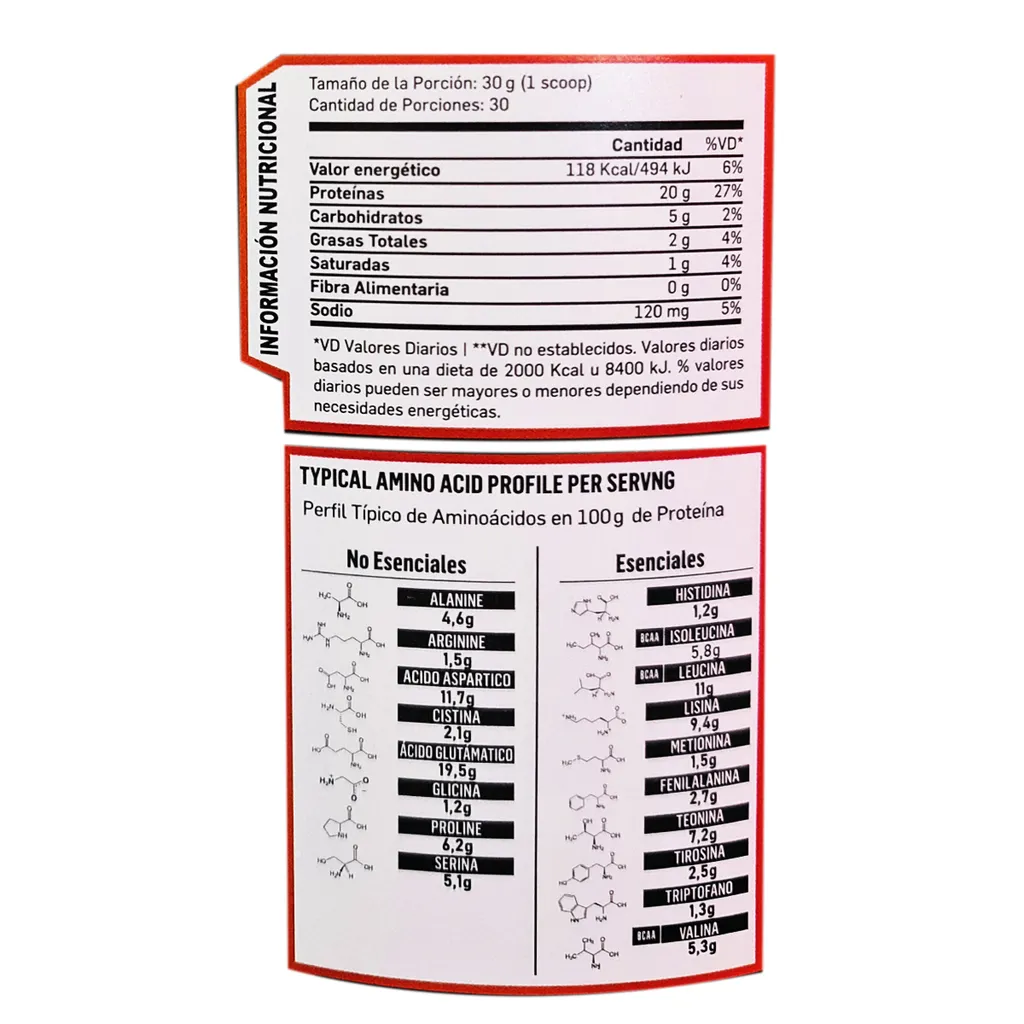 INFORMACIÓN NUTRICIONAL
Tamaño de la Porción: 30 g (1 scoop)
Cantidad de Porciones: 30
Cantidad %VD*
Valor energético 118 Kcal/494 kJ 6%
Proteínas 20 g 27%
Carbohidratos 5 g 2%
Grasas Totales 2 g 4%
Saturadas 1 g 4%
Fibra Alimentaria 0 g 0%
Sodio 120 mg 5%
*VD Valores Diarios | **VD no establecidos. Valores diarios
basados en una dieta de 2000 Kcal u 8400 kJ. % valores
diarios pueden ser mayores o menores dependiendo de sus
necesidades energéticas.
TYPICAL AMINO ACID PROFILE PER SERVNG
Perfil Típico de Aminoácidos en 100g de Proteína
No Esenciales
ALANINE
4,6g
ARGININE
1,5g
ACIDO ASPÁRTICO
11,7g
CISTINA
2,1g
ÁCIDO GLUTÁMATICO
19,5g
GLICINA
1,2g
PROLINE
6,2g
SERINA
5,1g
Esenciales
HISTIDINA
1,2g
BCAA ISOLEUCINA
5,8g
BCAA LEUCINA
11g
LISINA
9,4g
METIONINA
1,5g
FENILALANINA
2,7g
TEONINA
7,2g
TIROSINA
2,5g
TRIPTOFANO
1,3g
BCAA VALINA
5,3g